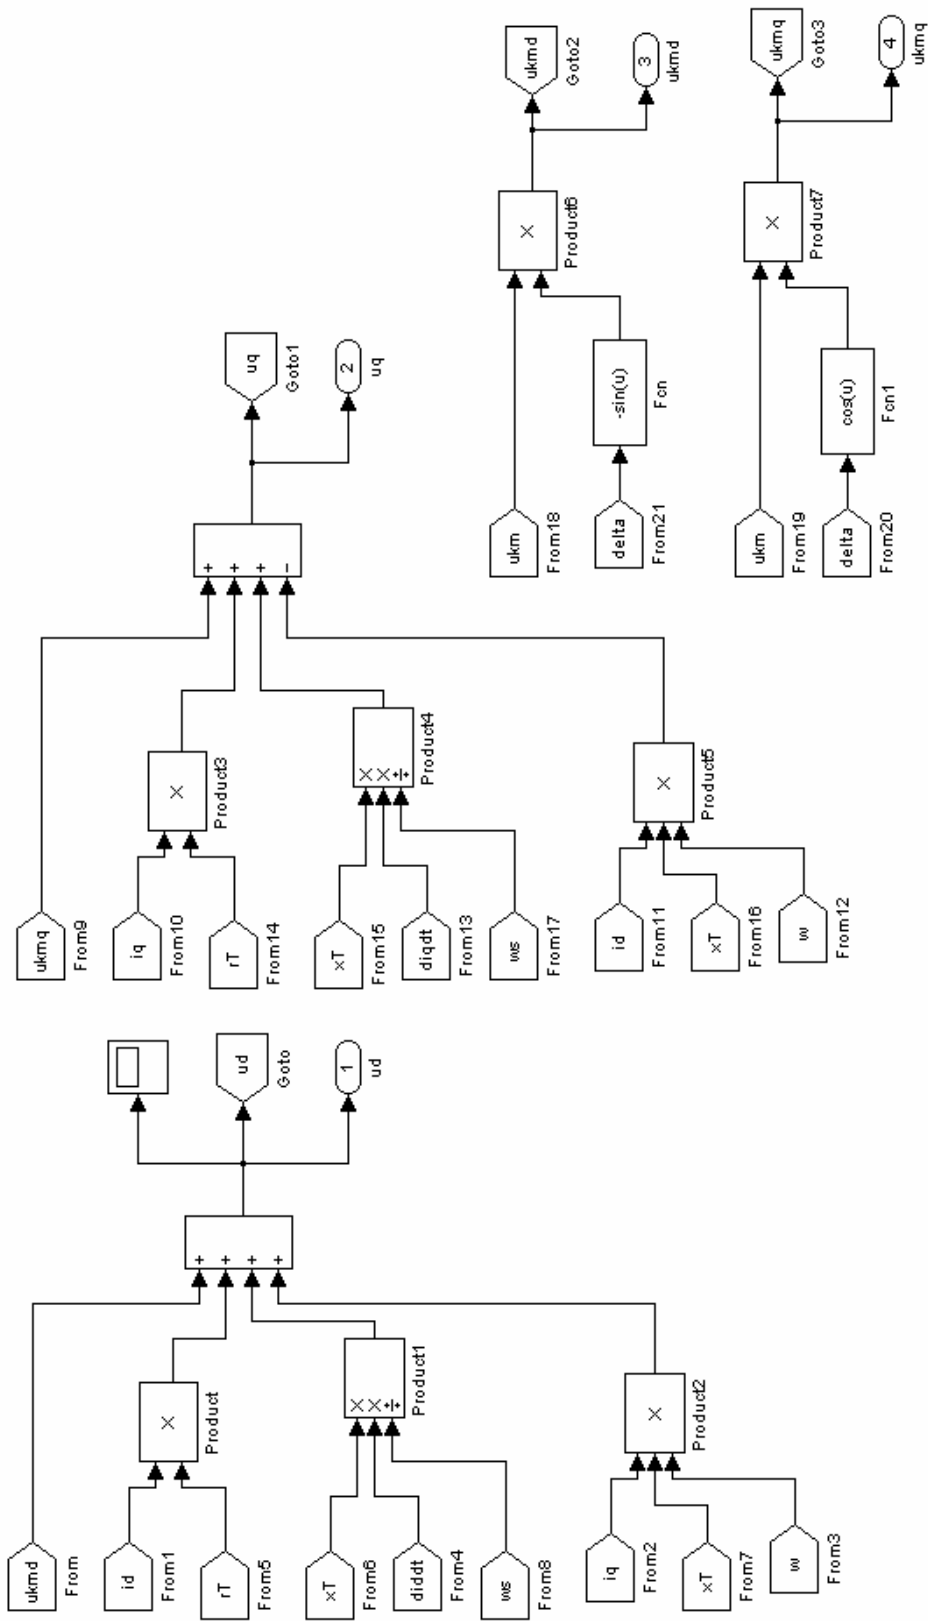 ukmd
From
id
From1
rT
From5
×
Product
xT
From6
diddt
From4
ws
From8
×
×
÷
Product1
iq
From2
xT
From7
w
From3
×
Product2
+
+
+
+
ud
Goto
1
ud
ukmq
From9
iq
From10
rT
From14
×
Product3
xT
From15
diqdt
From13
ws
From17
×
×
÷
Product4
id
From11
xT
From16
w
From12
×
Product5
+
+
+
-
uq
Goto1
2
uq
ukm
From18
delta
From21
-sin(u)
Fcn
×
Product6
ukmd
Goto2
3
ukmd
ukm
From19
delta
From20
cos(u)
Fcn1
×
Product7
ukmq
Goto3
4
ukmq